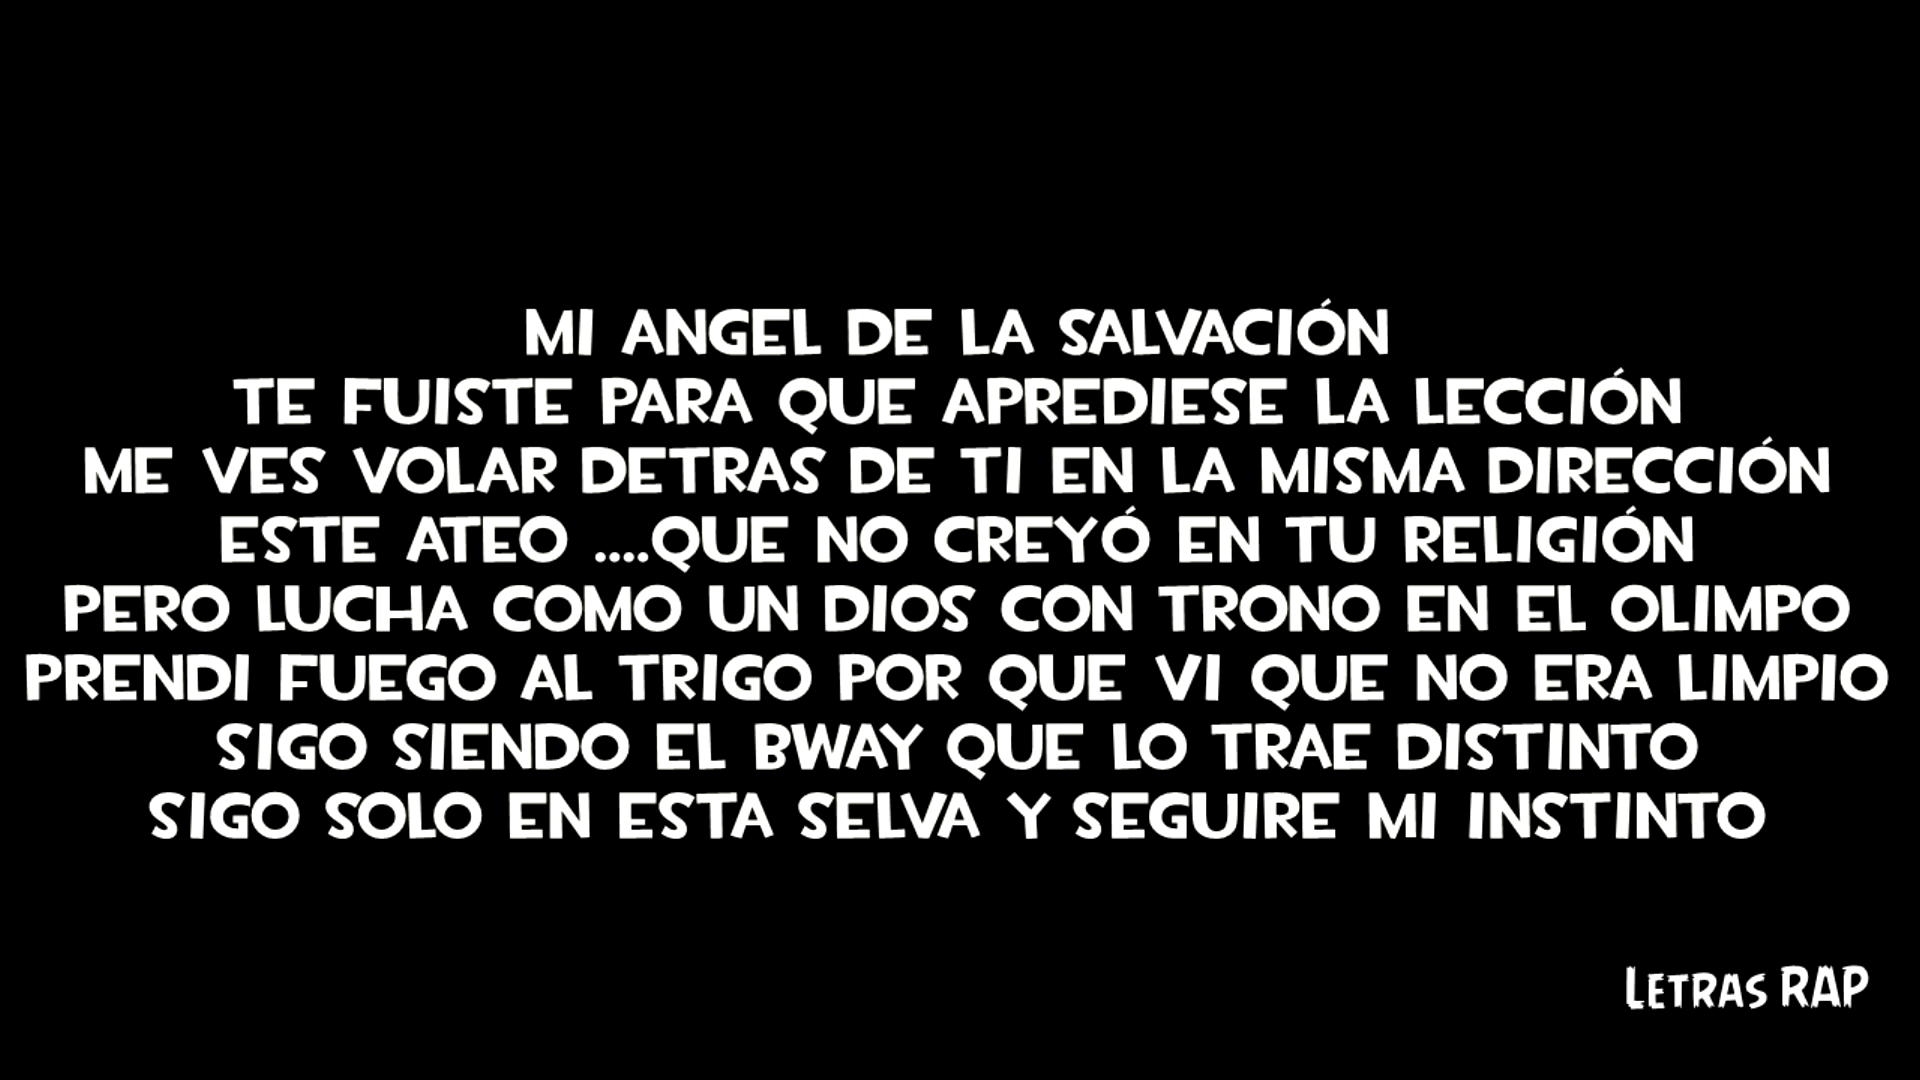 MI ANGEL DE LA SALVACIÓN
TE FUISTE PARA QUE APREDIESE LA LECCIÓN
ME VES VOLAR DETRAS DE TI EN LA MISMA DIRECCIÓN
ESTE ATEO ....QUE NO CREYÓ EN TU RELIGIÓN
PERO LUCHA COMO UN DIOS CON TRONO EN EL OLIMPO
PRENDI FUEGO AL TRIGO POR QUE VI QUE NO ERA LIMPIO
SIGO SIENDO EL BWAY QUE LO TRAE DISTINTO
SIGO SOLO EN ESTA SELVA Y SEGUIRE MI INSTINTO
LETRAS RAP